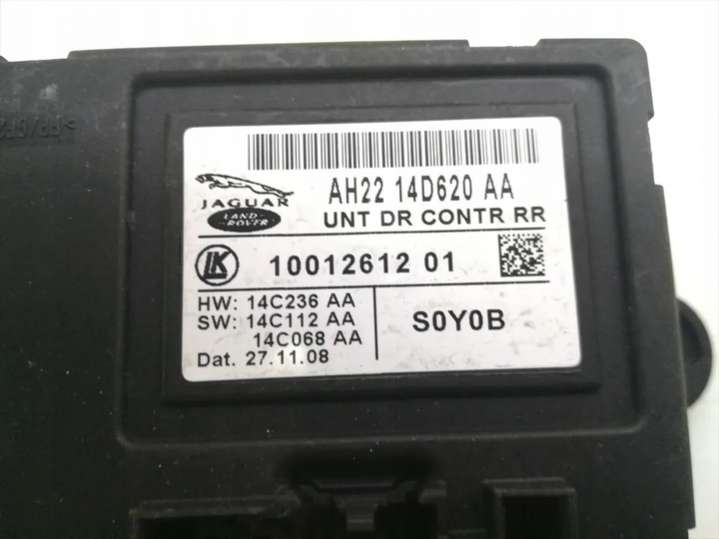 AH22 14D620 AA
JAGUAR
LAND-
ROVER
UNT DR CONTR RR
LK
10012612 01
HW: 14C236 AA
SW: 14C112 AA
14C068 AA
Dat. 27.11.08
S0Y0B